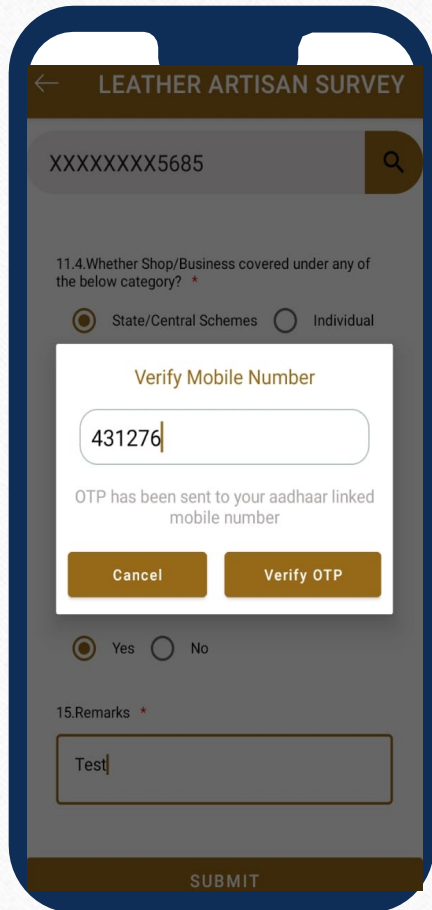 LEATHER ARTISAN SURVEY
XXXXXXXX5685
11.4.Whether Shop/Business covered under any of
the below category? *
State/Central Schemes Individual
Verify Mobile Number
431276
OTP has been sent to your aadhaar linked
mobile number
Cancel Verify OTP
Yes No
15.Remarks *
Test
SUBMIT